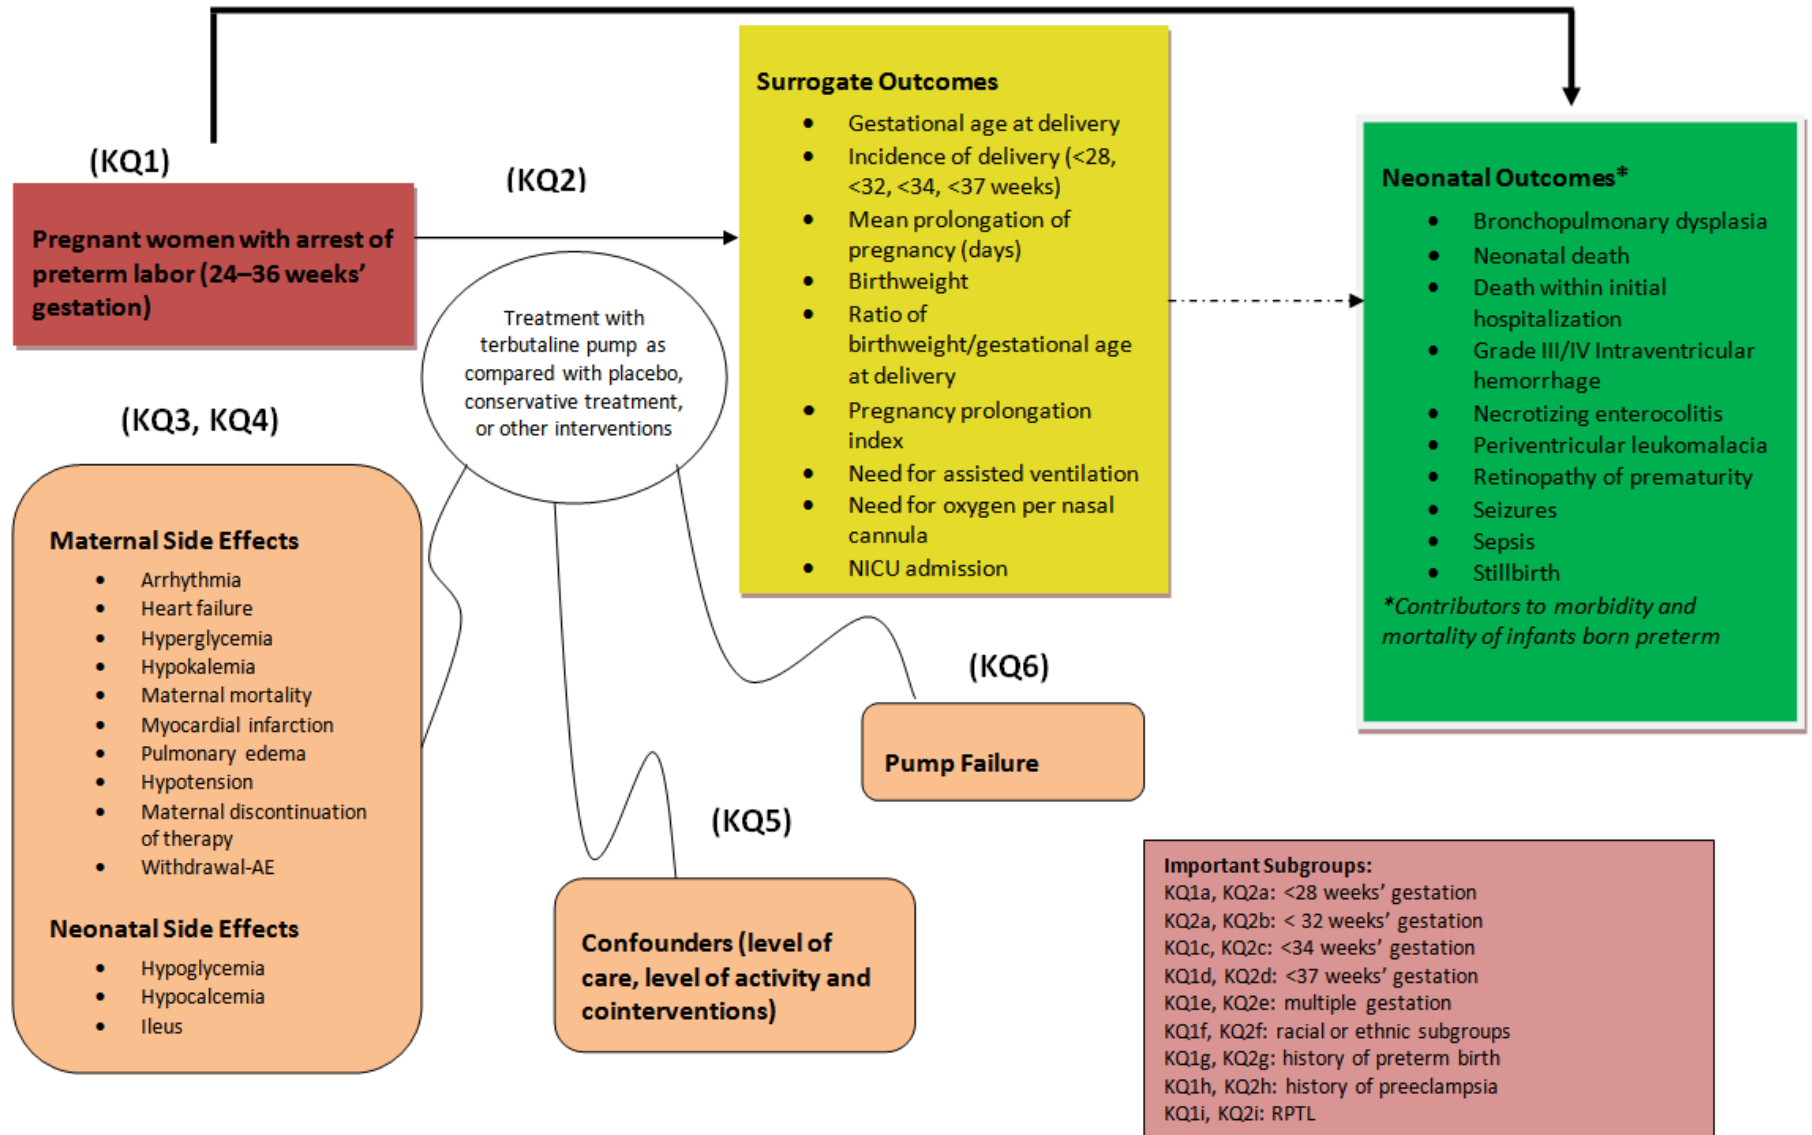 (KQ1)
Pregnant women with arrest of
preterm labor (24–36 weeks'
gestation)
(KQ2)
Treatment with
terbutaline pump as
compared with placebo,
conservative treatment,
or other interventions
Surrogate Outcomes
• Gestational age at delivery
• Incidence of delivery (<28,
<32, <34, <37 weeks)
• Mean prolongation of
pregnancy (days)
• Birthweight
• Ratio of
birthweight/gestational age
at delivery
• Pregnancy prolongation
index
• Need for assisted ventilation
• Need for oxygen per nasal
cannula
• NICU admission
Neonatal Outcomes*
• Bronchopulmonary dysplasia
• Neonatal death
• Death within initial
hospitalization
• Grade III/IV Intraventricular
hemorrhage
• Necrotizing enterocolitis
• Periventricular leukomalacia
• Retinopathy of prematurity
• Seizures
• Sepsis
• Stillbirth
*Contributors to morbidity and
mortality of infants born preterm
(KQ3, KQ4)
Maternal Side Effects
• Arrhythmia
• Heart failure
• Hyperglycemia
• Hypokalemia
• Maternal mortality
• Myocardial infarction
• Pulmonary edema
• Hypotension
• Maternal discontinuation
of therapy
• Withdrawal-AE
Neonatal Side Effects
• Hypoglycemia
• Hypocalcemia
• Ileus
(KQ5)
Confounders (level of
care, level of activity and
cointerventions)
(KQ6)
Pump Failure
Important Subgroups:
KQ1a, KQ2a: <28 weeks' gestation
KQ2a, KQ2b: < 32 weeks' gestation
KQ1c, KQ2c: <34 weeks' gestation
KQ1d, KQ2d: <37 weeks' gestation
KQ1e, KQ2e: multiple gestation
KQ1f, KQ2f: racial or ethnic subgroups
KQ1g, KQ2g: history of preterm birth
KQ1h, KQ2h: history of preeclampsia
KQ1i, KQ2i: RPTL